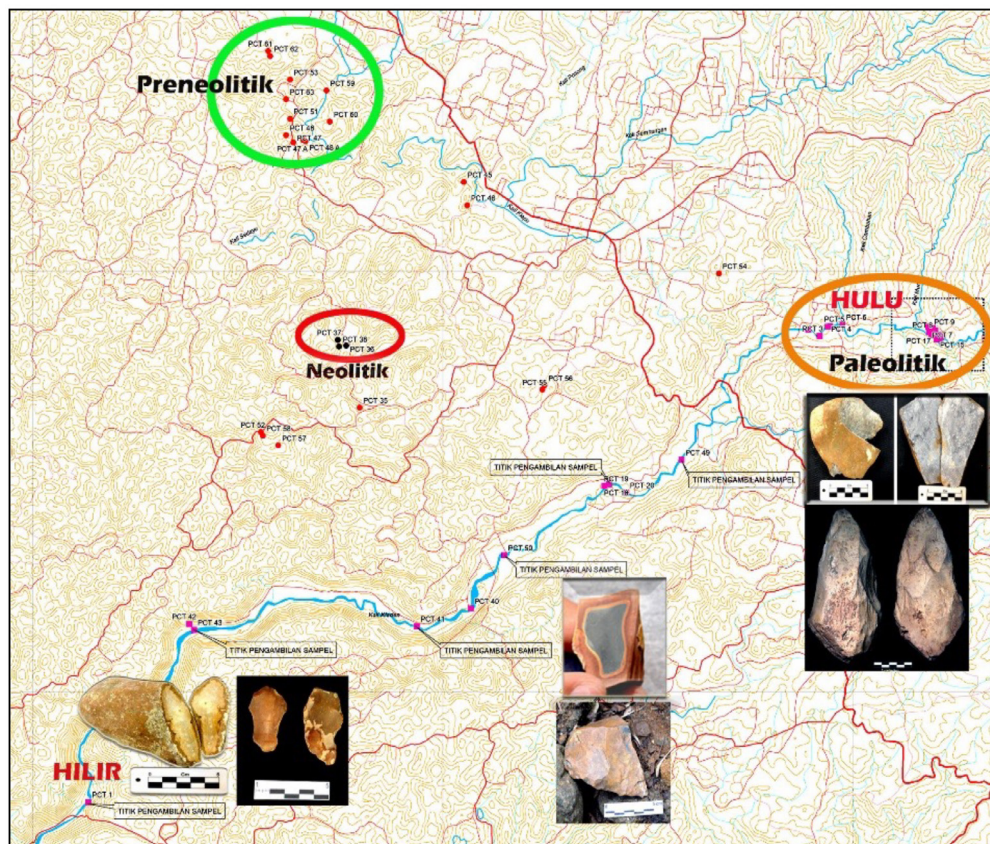 PCT 61
PCT 62
PCT 53
PCT 59
Preneolitik
PCT 63
PCT 51
PCT 60
PCT 47
PCT 47 A
PCT 45
PCT 46
PCT 54
HULU
PCT 6
PCT 4
PCT 9
PCT 17
Paleolitik
PCT 37
PCT 38
PCT 36
Neolitik
PCT 55
PCT 56
PCT 35
PCT 52
PCT 58
PCT 57
PCT 49
TITIK PENGAMBILAN SAMPEL
TITIK PENGAMBILAN SAMPEL
PCT 19
PCT 20
PCT 18
PCT 50
TITIK PENGAMBILAN SAMPEL
PCT 40
PCT 42
PCT 43
PCT 41
TITIK PENGAMBILAN SAMPEL
TITIK PENGAMBILAN SAMPEL
HILIR
PCT 1
TITIK PENGAMBILAN SAMPEL